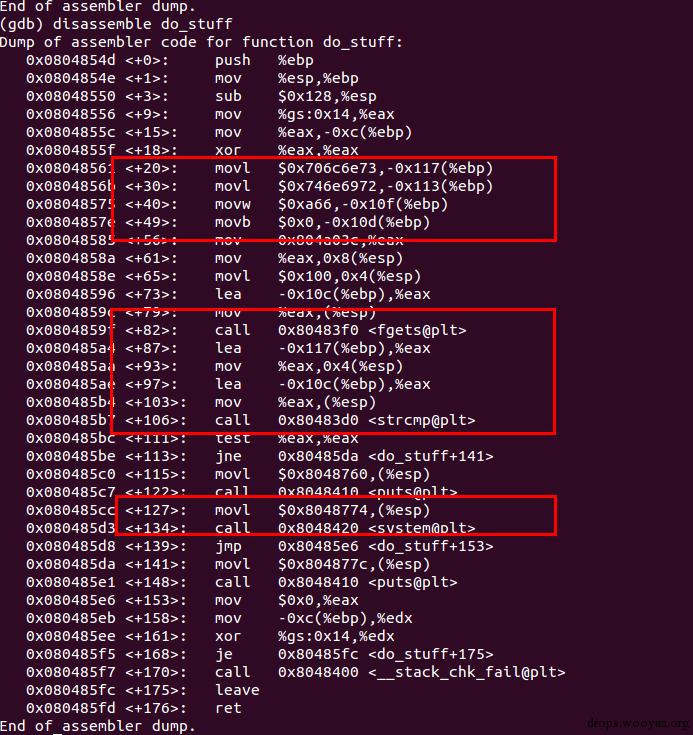 End of assembler dump.
(gdb) disassemble do_stuff
Dump of assembler code for function do_stuff:
0x0804854d <+0>: push %ebp
0x0804854e <+1>: mov %esp,%ebp
0x08048550 <+3>: sub $0x128,%esp
0x08048556 <+9>: mov %gs:0x14,%eax
0x0804855c <+15>: mov %eax,-0xc(%ebp)
0x0804855f <+18>: xor %eax,%eax
0x08048561 <+20>: movl $0x706c6e73,-0x117(%ebp)
0x0804856b <+30>: movl $0x746e6972,-0x113(%ebp)
0x08048575 <+40>: movw $0xa66,-0x10f(%ebp)
0x0804857e <+49>: movb $0x0,-0x10d(%ebp)
0x08048585 <+56>: mov 0x804a03c,%eax
0x0804858a <+61>: mov %eax,0x8(%esp)
0x0804858e <+65>: movl $0x100,0x4(%esp)
0x08048596 <+73>: lea -0x10c(%ebp),%eax
0x0804859c <+79>: mov %eax,(%esp)
0x0804859f <+82>: call 0x80483f0 <fgets@plt>
0x080485a4 <+87>: lea -0x117(%ebp),%eax
0x080485aa <+93>: mov %eax,0x4(%esp)
0x080485ae <+97>: lea -0x10c(%ebp),%eax
0x080485b4 <+103>: mov %eax,(%esp)
0x080485b7 <+106>: call 0x80483d0 <strcmp@plt>
0x080485bc <+111>: test %eax,%eax
0x080485be <+113>: jne 0x80485da <do_stuff+141>
0x080485c0 <+115>: movl $0x8048760,(%esp)
0x080485c7 <+122>: call 0x8048410 <puts@plt>
0x080485cc <+127>: movl $0x8048774,(%esp)
0x080485d3 <+134>: call 0x8048420 <system@plt>
0x080485d8 <+139>: jmp 0x80485e6 <do_stuff+153>
0x080485da <+141>: movl $0x804877c,(%esp)
0x080485e1 <+148>: call 0x8048410 <puts@plt>
0x080485e6 <+153>: mov $0x0,%eax
0x080485eb <+158>: mov -0xc(%ebp),%edx
0x080485ee <+161>: xor %gs:0x14,%edx
0x080485f5 <+168>: je 0x80485fc <do_stuff+175>
0x080485f7 <+170>: call 0x8048400 <__stack_chk_fail@plt>
0x080485fc <+175>: leave
0x080485fd <+176>: ret
End of assembler dump.
drops.wooyun.org